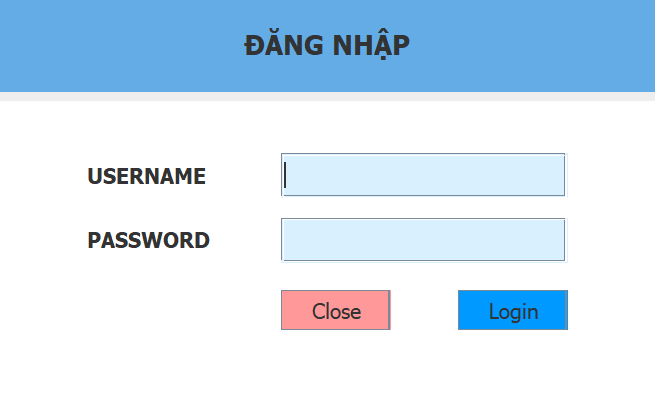 ĐĂNG NHẬP
USERNAME
PASSWORD
Close
Login